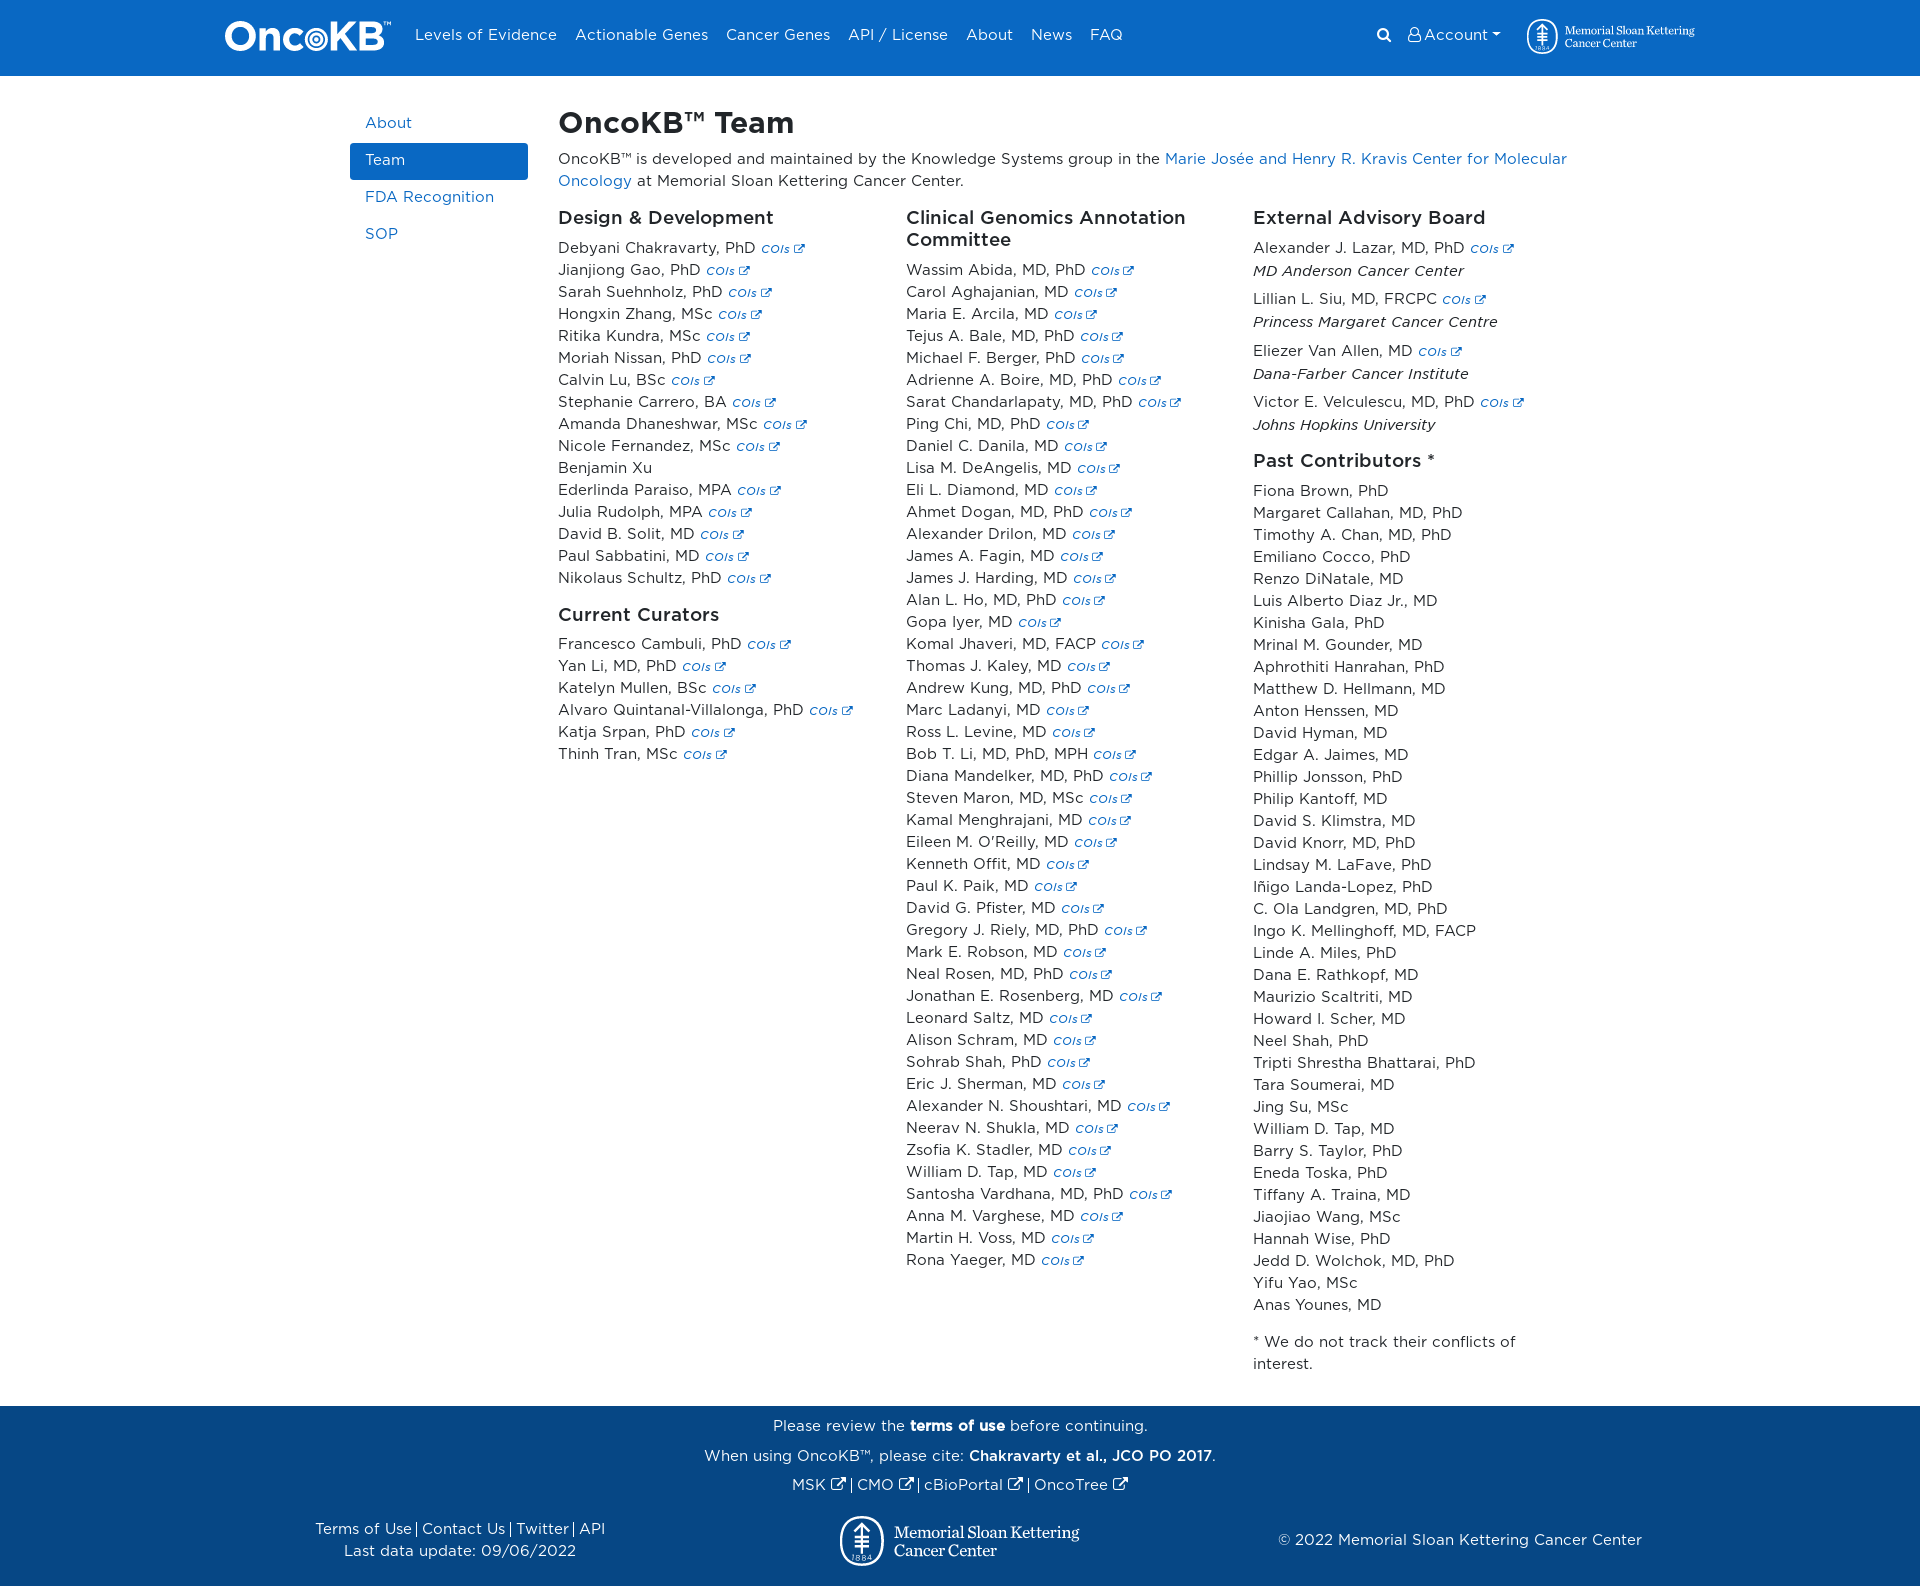 OncoKB™
Levels of Evidence
Actionable Genes
Cancer Genes
API / License
About
News
FAQ
Account
Memorial Sloan Kettering
Cancer Center
About
Team
FDA Recognition
SOP
OncoKB™ Team
OncoKB™ is developed and maintained by the Knowledge Systems group in the Marie Josée and Henry R. Kravis Center for Molecular
Oncology at Memorial Sloan Kettering Cancer Center.
Design & Development
Debyani Chakravarty, PhD COIs
Jianjiong Gao, PhD COIs
Sarah Suehnholz, PhD COIs
Hongxin Zhang, MSc COIs
Ritika Kundra, MSc COIs
Moriah Nissan, PhD COIs
Calvin Lu, BSc COIs
Stephanie Carrero, BA COIs
Amanda Dhaneshwar, MSc COIs
Nicole Fernandez, MSc COIs
Benjamin Xu
Ederlinda Paraiso, MPA COIs
Julia Rudolph, MPA COIs
David B. Solit, MD COIs
Paul Sabbatini, MD COIs
Nikolaus Schultz, PhD COIs
Current Curators
Francesco Cambuli, PhD COIs
Yan Li, MD, PhD COIs
Katelyn Mullen, BSc COIs
Alvaro Quintanal-Villalonga, PhD COIs
Katja Srpan, PhD COIs
Thinh Tran, MSc COIs
Clinical Genomics Annotation
Committee
Wassim Abida, MD, PhD COIs
Carol Aghajanian, MD COIs
Maria E. Arcila, MD COIs
Tejus A. Bale, MD, PhD COIs
Michael F. Berger, PhD COIs
Adrienne A. Boire, MD, PhD COIs
Sarat Chandarlapaty, MD, PhD COIs
Ping Chi, MD, PhD COIs
Daniel C. Danila, MD COIs
Lisa M. DeAngelis, MD COIs
Eli L. Diamond, MD COIs
Ahmet Dogan, MD, PhD COIs
Alexander Drilon, MD COIs
James A. Fagin, MD COIs
James J. Harding, MD COIs
Alan L. Ho, MD, PhD COIs
Gopa Iyer, MD COIs
Komal Jhaveri, MD, FACP COIs
Thomas J. Kaley, MD COIs
Andrew Kung, MD, PhD COIs
Marc Ladanyi, MD COIs
Ross L. Levine, MD COIs
Bob T. Li, MD, PhD, MPH COIs
Diana Mandelker, MD, PhD COIs
Steven Maron, MD, MSc COIs
Kamal Menghrajani, MD COIs
Eileen M. O'Reilly, MD COIs
Kenneth Offit, MD COIs
Paul K. Paik, MD COIs
David G. Pfister, MD COIs
Gregory J. Riely, MD, PhD COIs
Mark E. Robson, MD COIs
Neal Rosen, MD, PhD COIs
Jonathan E. Rosenberg, MD COIs
Leonard Saltz, MD COIs
Alison Schram, MD COIs
Sohrab Shah, PhD COIs
Eric J. Sherman, MD COIs
Alexander N. Shoushtari, MD COIs
Neerav N. Shukla, MD COIs
Zsofia K. Stadler, MD COIs
William D. Tap, MD COIs
Santosha Vardhana, MD, PhD COIs
Anna M. Varghese, MD COIs
Martin H. Voss, MD COIs
Rona Yaeger, MD COIs
External Advisory Board
Alexander J. Lazar, MD, PhD COIs
MD Anderson Cancer Center
Lillian L. Siu, MD, FRCPC COIs
Princess Margaret Cancer Centre
Eliezer Van Allen, MD COIs
Dana-Farber Cancer Institute
Victor E. Velculescu, MD, PhD COIs
Johns Hopkins University
Past Contributors *
Fiona Brown, PhD
Margaret Callahan, MD, PhD
Timothy A. Chan, MD, PhD
Emiliano Cocco, PhD
Renzo DiNatale, MD
Luis Alberto Diaz Jr., MD
Kinisha Gala, PhD
Mrinal M. Gounder, MD
Aphrothiti Hanrahan, PhD
Matthew D. Hellmann, MD
Anton Henssen, MD
David Hyman, MD
Edgar A. Jaimes, MD
Phillip Jonsson, PhD
Philip Kantoff, MD
David S. Klimstra, MD
David Knorr, MD, PhD
Lindsay M. LaFave, PhD
Iñigo Landa-Lopez, PhD
C. Ola Landgren, MD, PhD
Ingo K. Mellinghoff, MD, FACP
Linde A. Miles, PhD
Dana E. Rathkopf, MD
Maurizio Scaltriti, MD
Howard I. Scher, MD
Neel Shah, PhD
Tripti Shrestha Bhattarai, PhD
Tara Soumerai, MD
Jing Su, MSc
William D. Tap, MD
Barry S. Taylor, PhD
Eneda Toska, PhD
Tiffany A. Traina, MD
Jiaojiao Wang, MSc
Hannah Wise, PhD
Jedd D. Wolchok, MD, PhD
Yifu Yao, MSc
Anas Younes, MD
* We do not track their conflicts of
interest.
Please review the terms of use before continuing.
When using OncoKB™, please cite: Chakravarty et al., JCO PO 2017.
MSK | CMO | cBioPortal | OncoTree
Terms of Use | Contact Us | Twitter | API
Last data update: 09/06/2022
1884
Memorial Sloan Kettering
Cancer Center
© 2022 Memorial Sloan Kettering Cancer Center